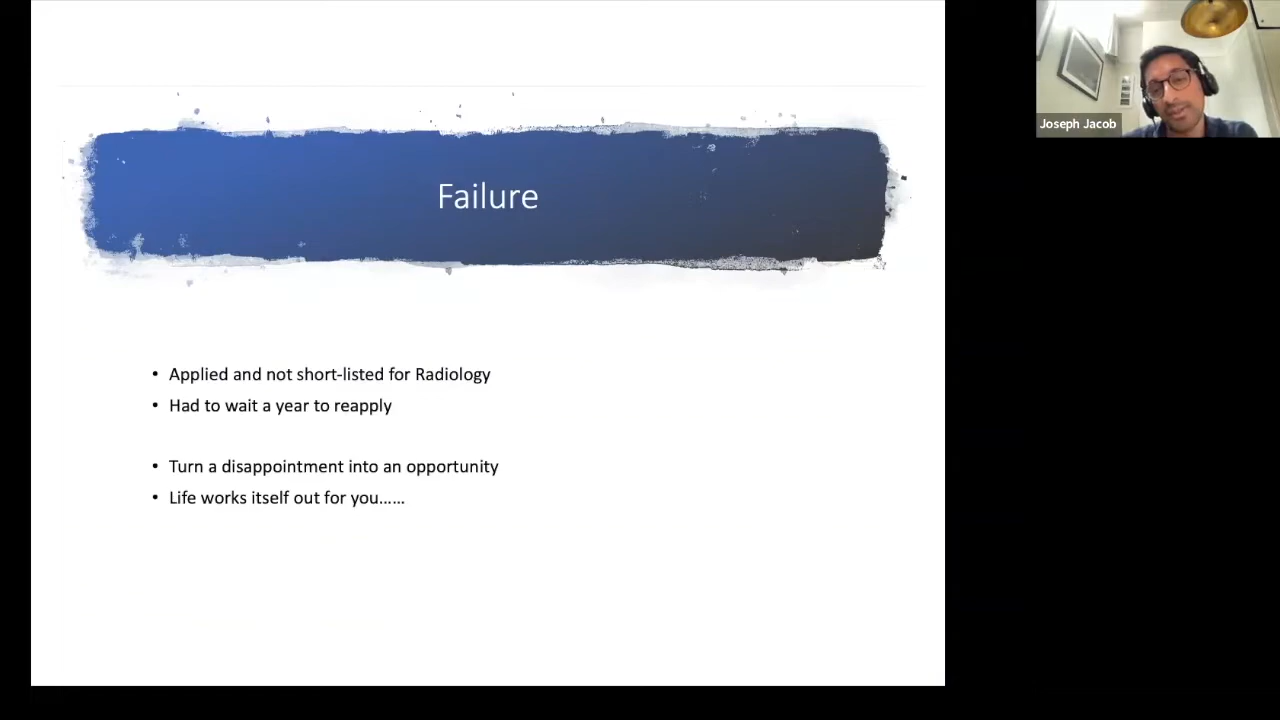 Failure
• Applied and not short-listed for Radiology
• Had to wait a year to reapply
• Turn a disappointment into an opportunity
• Life works itself out for you……
Joseph Jacob